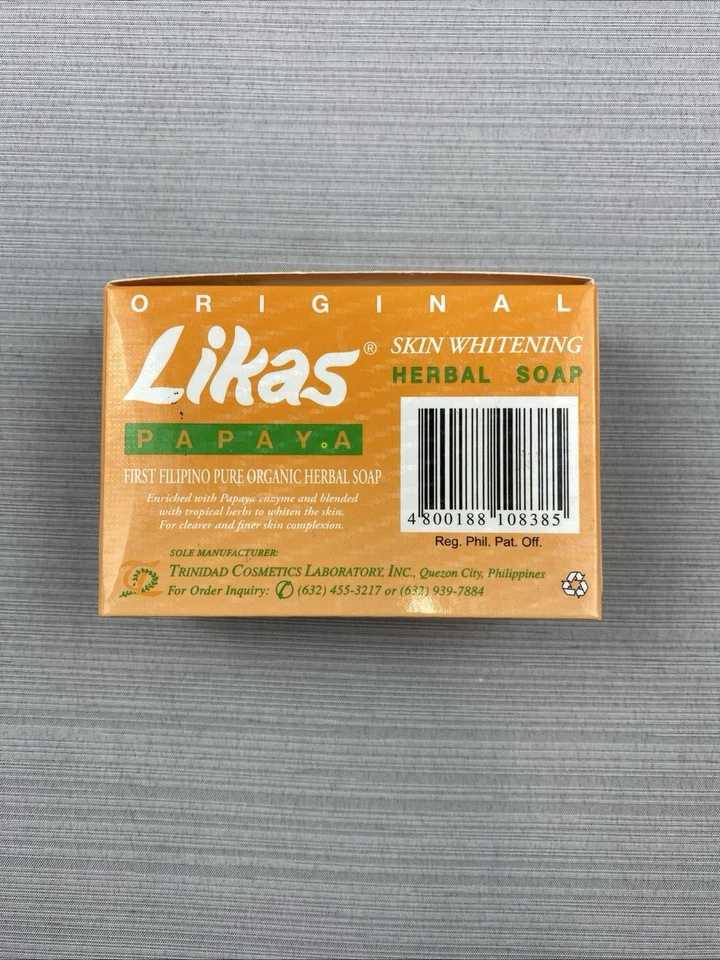 ORIGINAL
Likas®
SKIN WHITENING
HERBAL SOAP
PAPAYA
FIRST FILIPINO PURE ORGANIC HERBAL SOAP
Enriched with Papaya enzyme and blended
with tropical herbs to whiten the skin.
For clearer and finer skin complexion.
4 800188 108385
Reg. Phil. Pat. Off.
SOLE MANUFACTURER:
TRINIDAD COSMETICS LABORATORY, INC., Quezon City, Philippines
For Order Inquiry: ✆ (632) 455-3217 or (632) 939-7884